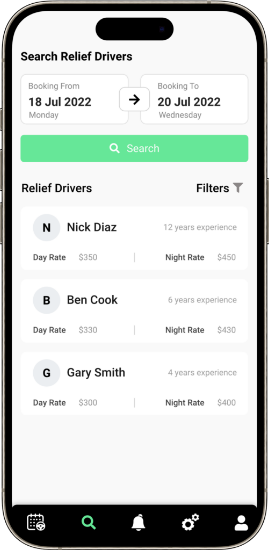 Search Relief Drivers
Booking From
18 Jul 2022
Monday
Booking To
20 Jul 2022
Wednesday
Search
Relief Drivers
Filters
N
Nick Diaz
12 years experience
Day Rate $350
Night Rate $450
B
Ben Cook
6 years experience
Day Rate $330
Night Rate $430
G
Gary Smith
4 years experience
Day Rate $300
Night Rate $400